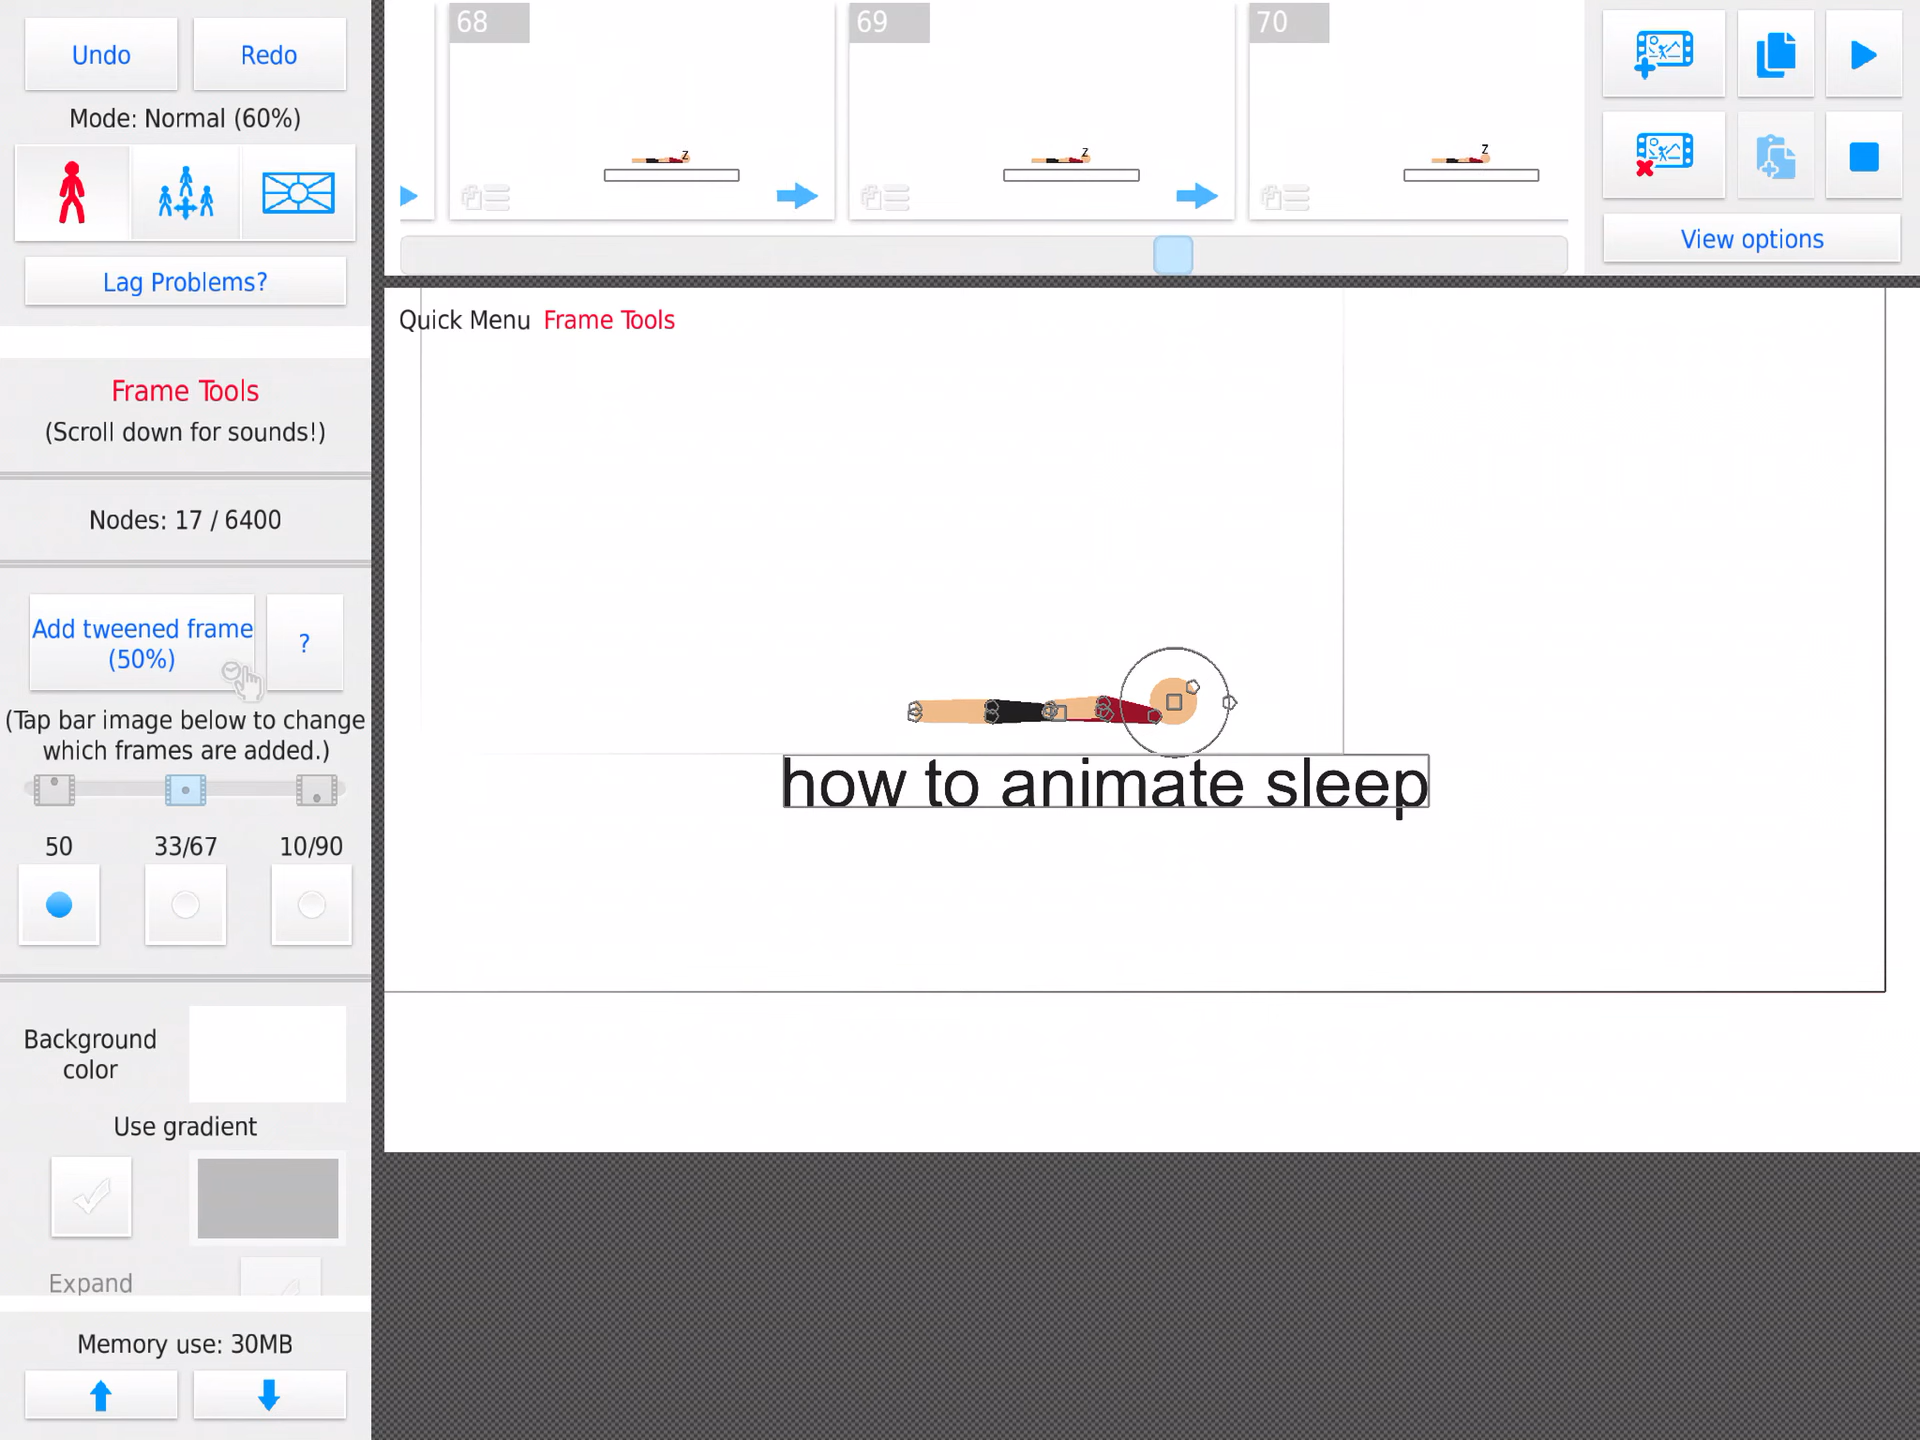 Undo
Redo
Mode: Normal (60%)
Lag Problems?
68
z
69
z
70
z
View options
Quick Menu Frame Tools
Frame Tools
(Scroll down for sounds!)
Nodes: 17 / 6400
Add tweened frame
(50%)
?
(Tap bar image below to change
which frames are added.)
50
33/67
10/90
how to animate sleep
Background
color
Use gradient
Expand
Memory use: 30MB